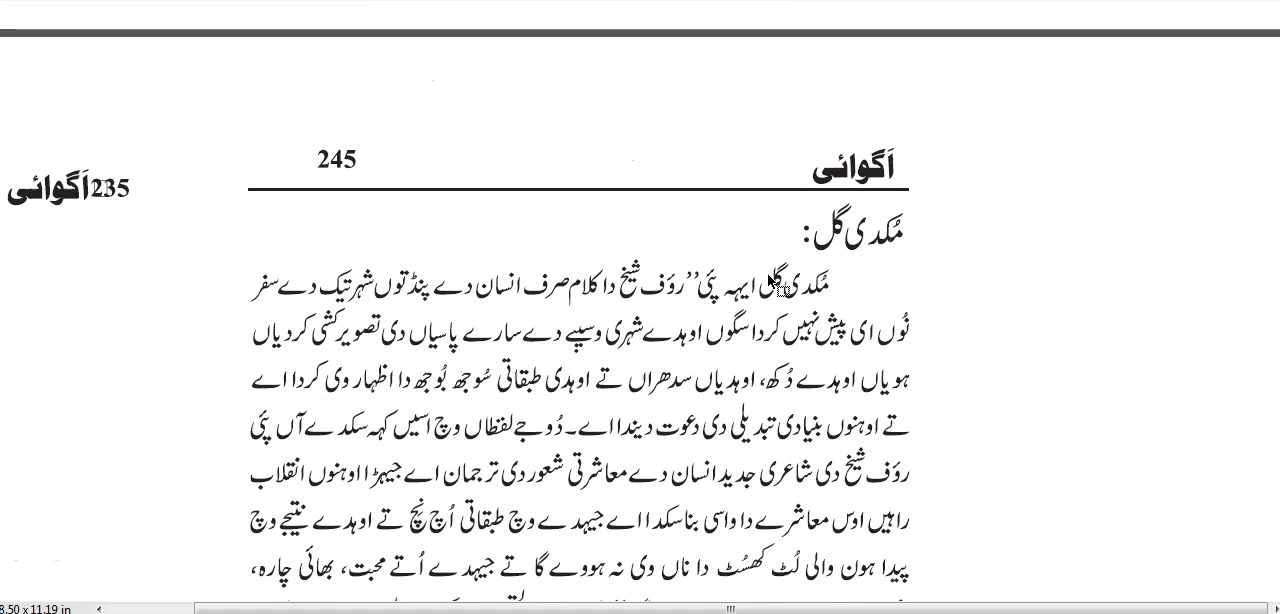 اَگوائی 245
235 اَگوائی
مُکدی گل:
مُکدی گل ایہہ پئی ’’رؤف شیخ دا کلام صرف انسان دے پنڈ توں شہر تیک دے سفر
نُوں ای پیش نہیں کردا سگوں اوہدے شہری وسیبے دے سارے پاسیاں دی تصویر کشی کردیاں
ہویاں اوہدے دُکھ، اوہدیاں سدھراں تے اوہدی طبقاتی سُوجھ بُوجھ دا اظہار وی کردا اے
تے اوہنوں بنیادی تبدیلی دی دعوت دیندا اے۔ دُوجے لفظاں وچ اسیں کہہ سکدے آں پئی
رؤف شیخ دی شاعری جدید انسان دے معاشرتی شعور دی ترجمان اے جیہڑا اوہنوں انقلاب
راہیں اوس معاشرے دا واسی بنا سکدا اے جیہدے وچ طبقاتی اُچ نچ تے اوہدے نتیجے وچ
پیدا ہون والی لُٹ کھسُٹ دا ناں وی نہ ہووے گا تے جیہدے اُتے محبت، بھائی چارہ،
8.50 x 11.19 in